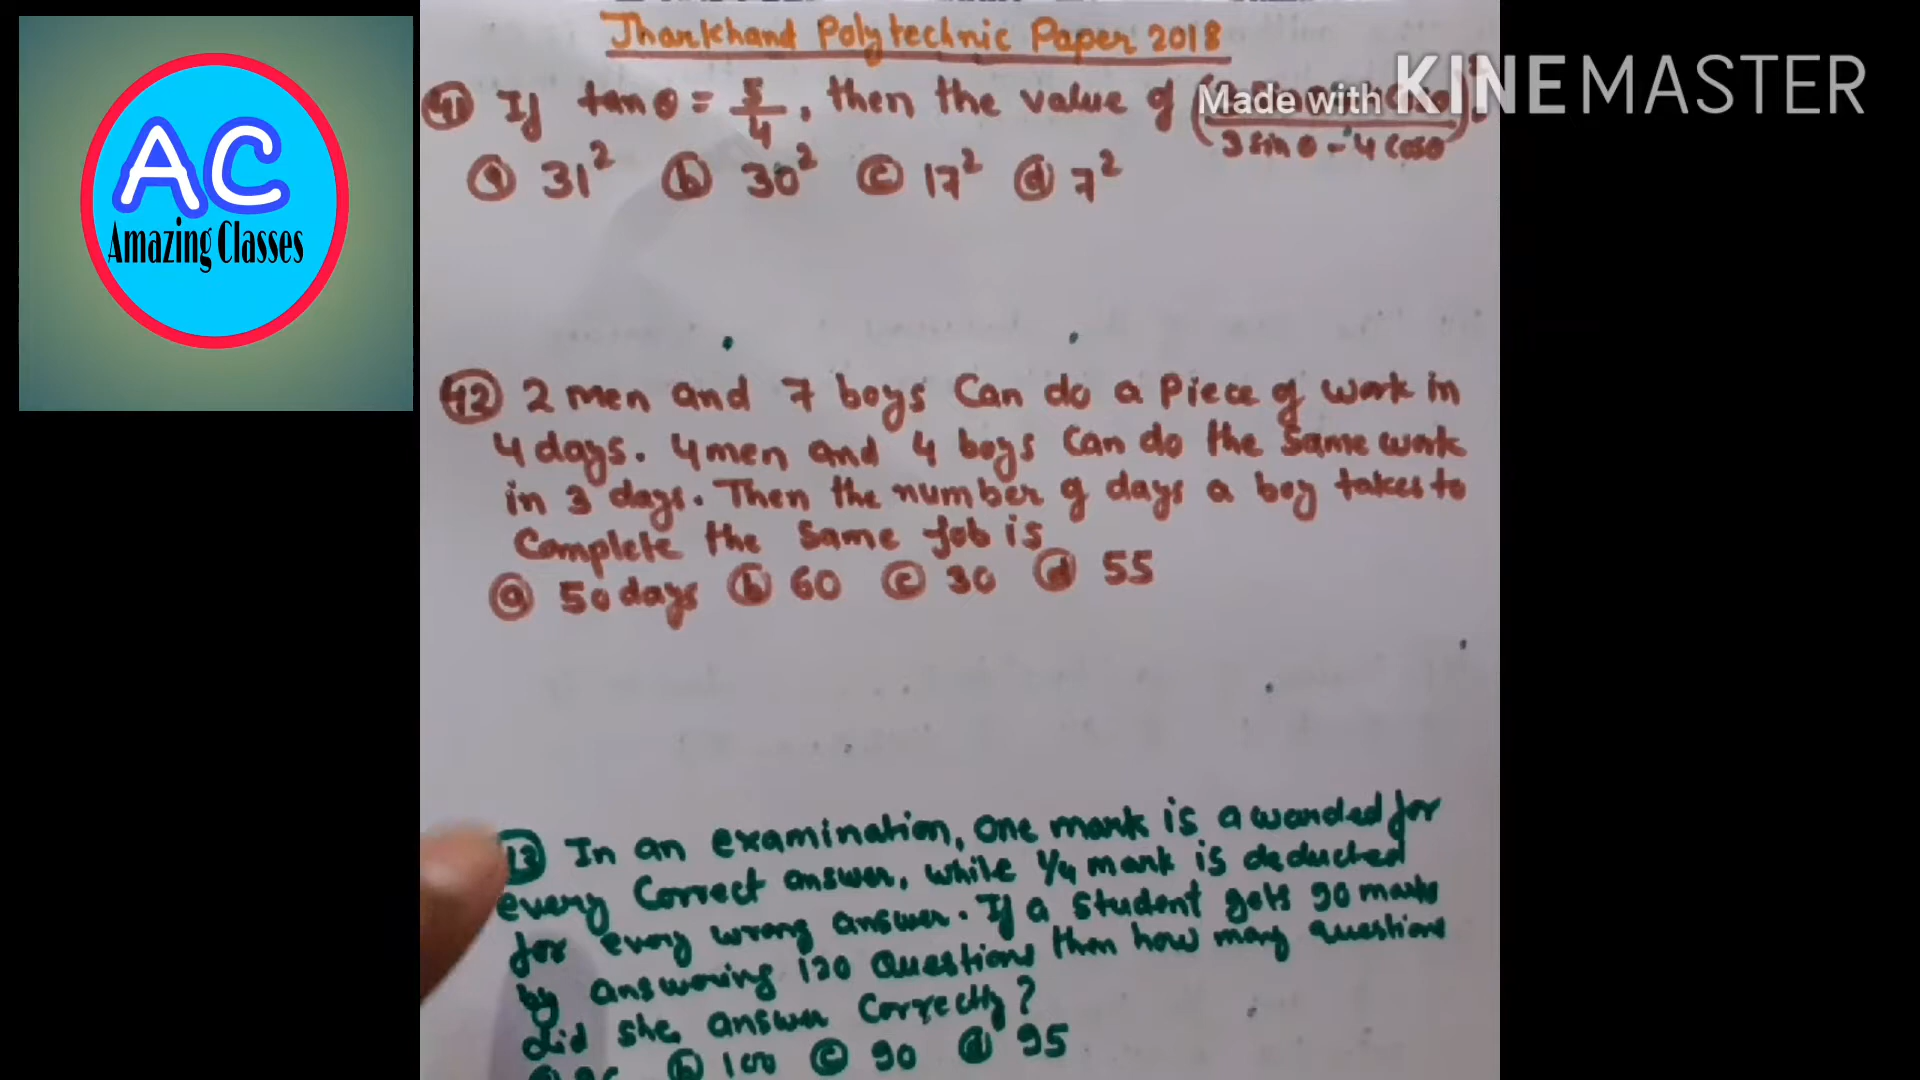 AC
Amazing Classes
Made with KINEMASTER
Jharkhand Polytechnic Paper 2018
41 If tan θ = 5/4, then the value of
3 sin θ - 4 cos θ
a 31² b 30² c 17² d 7²
42 2 men and 7 boys can do a Piece of work in
4 days. 4 men and 4 boys can do the same work
in 3 days. Then the number of days a boy takes to
Complete the same job is
a 50 days b 60 c 30 d 55
In an examination, one mark is awarded for
every Correct answer, while 1/4 mark is deducted
for every wrong answer. If a student gets 90 marks
by answering 120 Questions then how many questions
did she answer correctly?
b 100 c 90 d 95